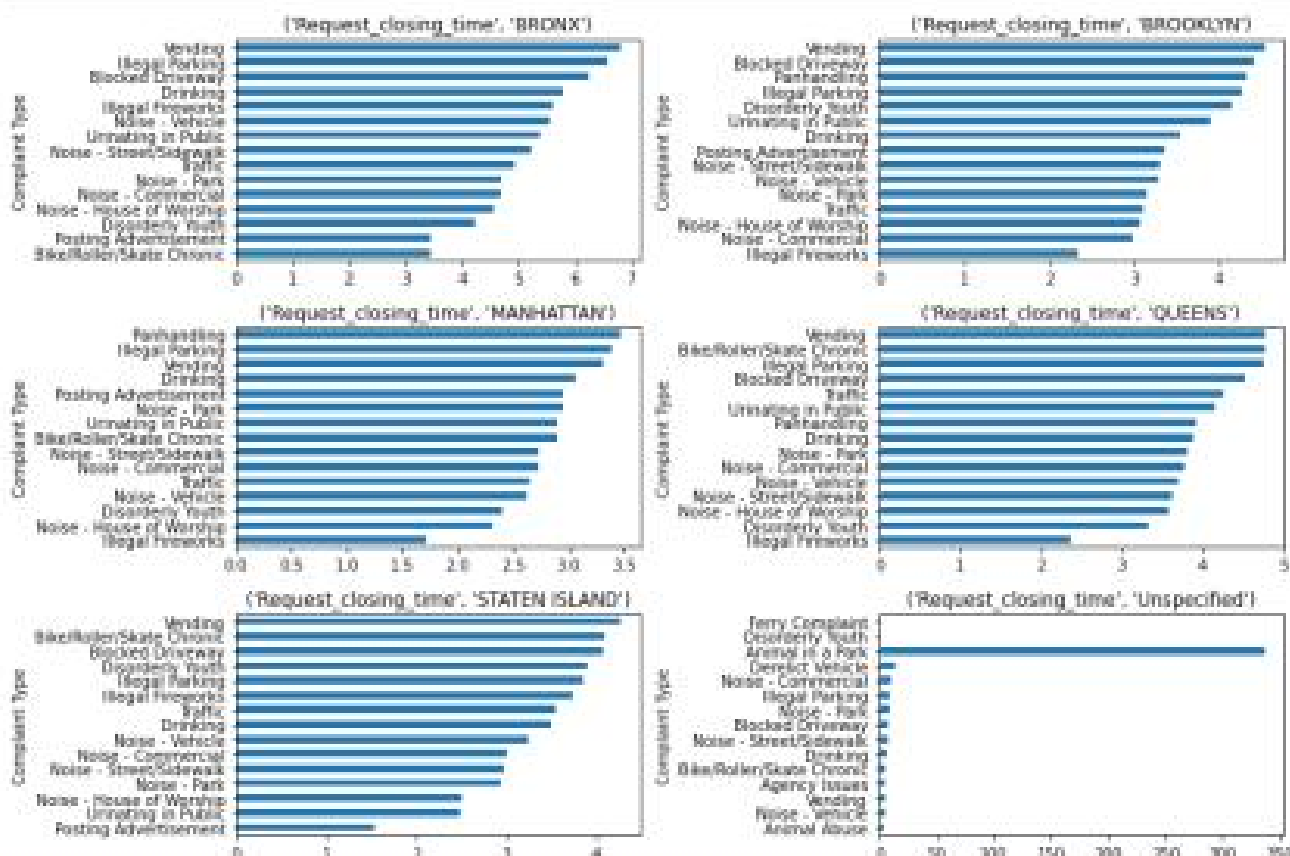 ('Request_closing_time', 'BRONX')
Complaint Type
Vending
Illegal Parking
Blocked Driveway
Drinking
Illegal Fireworks
Noise - Vehicle
Urinating in Public
Noise - Street/Sidewalk
Traffic
Noise - Park
Noise - Commercial
Noise - House of Worship
Disorderly Youth
Posting Advertisement
Bike/Roller/Skate Chronic
0 1 2 3 4 5 6 7
('Request_closing_time', 'BROOKLYN')
Complaint Type
Vending
Blocked Driveway
Panhandling
Illegal Parking
Disorderly Youth
Urinating in Public
Drinking
Posting Advertisement
Noise - Street/Sidewalk
Noise - Vehicle
Noise - Park
Traffic
Noise - House of Worship
Noise - Commercial
Illegal Fireworks
0 1 2 3 4
('Request_closing_time', 'MANHATTAN')
Complaint Type
Panhandling
Illegal Parking
Vending
Drinking
Posting Advertisement
Noise - Park
Urinating in Public
Bike/Roller/Skate Chronic
Noise - Street/Sidewalk
Noise - Commercial
Traffic
Noise - Vehicle
Disorderly Youth
Noise - House of Worship
Illegal Fireworks
0.0 0.5 1.0 1.5 2.0 2.5 3.0 3.5
('Request_closing_time', 'QUEENS')
Complaint Type
Vending
Bike/Roller/Skate Chronic
Illegal Parking
Blocked Driveway
Traffic
Urinating in Public
Panhandling
Drinking
Noise - Park
Noise - Commercial
Noise - Vehicle
Noise - Street/Sidewalk
Noise - House of Worship
Disorderly Youth
Illegal Fireworks
0 1 2 3 4 5
('Request_closing_time', 'STATEN ISLAND')
Complaint Type
Vending
Bike/Roller/Skate Chronic
Blocked Driveway
Disorderly Youth
Illegal Parking
Illegal Fireworks
Traffic
Drinking
Noise - Vehicle
Noise - Commercial
Noise - Street/Sidewalk
Noise - Park
Noise - House of Worship
Urinating in Public
Posting Advertisement
0 1 2 3 4
('Request_closing_time', 'Unspecified')
Complaint Type
Ferry Complaint
Disorderly Youth
Animal in a Park
Derelict Vehicle
Noise - Commercial
Illegal Parking
Noise - Park
Blocked Driveway
Noise - Street/Sidewalk
Drinking
Bike/Roller/Skate Chronic
Agency Issues
Vending
Noise - Vehicle
Animal Abuse
0 50 100 150 200 250 300 350